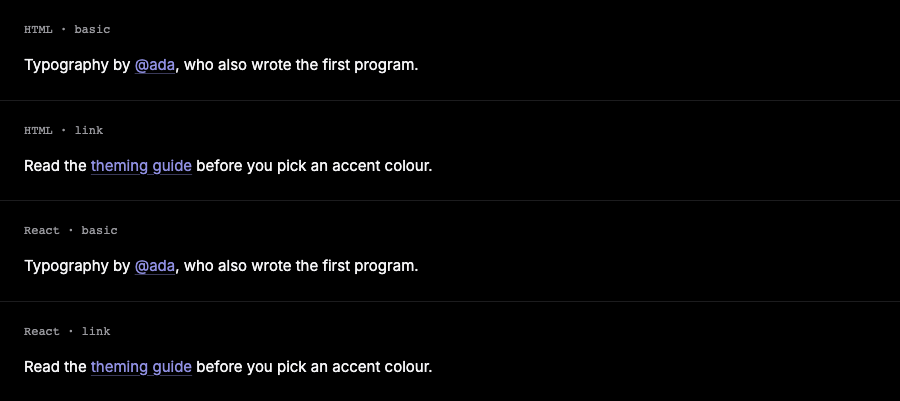 HTML · basic
Typography by @ada, who also wrote the first program.
HTML · link
Read the theming guide before you pick an accent colour.
React · basic
Typography by @ada, who also wrote the first program.
React · link
Read the theming guide before you pick an accent colour.